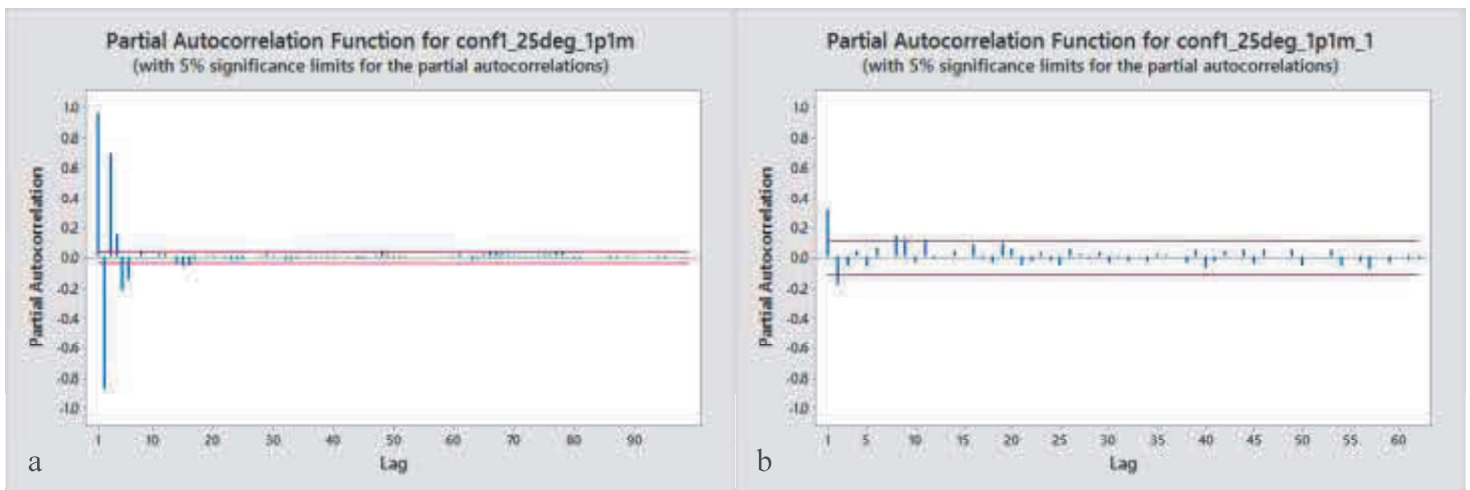 Partial Autocorrelation Function for conf1_25deg_1p1m
(with 5% significance limits for the partial autocorrelations)
Partial Autocorrelation
1.0
0.8
0.6
0.4
0.2
0.0
-0.2
-0.4
-0.6
-0.8
-1.0
1 10 20 30 40 50 60 70 80 90
Lag
a
Partial Autocorrelation Function for conf1_25deg_1p1m_1
(with 5% significance limits for the partial autocorrelations)
Partial Autocorrelation
1.0
0.8
0.6
0.4
0.2
0.0
-0.2
-0.4
-0.6
-0.8
-1.0
1 5 10 15 20 25 30 35 40 45 50 55 60
Lag
b